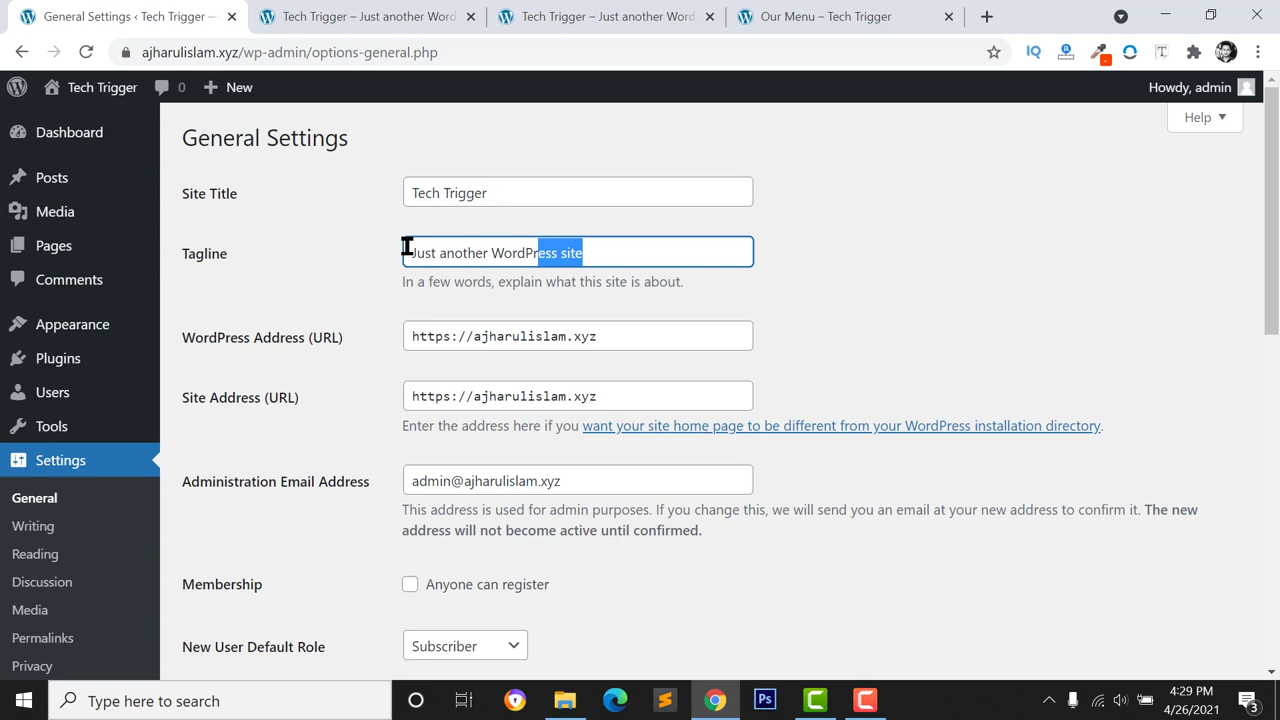 General Settings ‹ Tech Trigger —
Tech Trigger – Just another Word
Tech Trigger – Just another Word
Our Menu – Tech Trigger
ajharulislam.xyz/wp-admin/options-general.php
Tech Trigger
0
New
Howdy, admin
Help
Dashboard
Posts
Media
Pages
Comments
Appearance
Plugins
Users
Tools
Settings
General
Writing
Reading
Discussion
Media
Permalinks
Privacy
General Settings
Site Title
Tech Trigger
Tagline
Just another WordPress site
In a few words, explain what this site is about.
WordPress Address (URL)
https://ajharulislam.xyz
Site Address (URL)
https://ajharulislam.xyz
Enter the address here if you want your site home page to be different from your WordPress installation directory.
Administration Email Address
admin@ajharulislam.xyz
This address is used for admin purposes. If you change this, we will send you an email at your new address to confirm it. The new
address will not become active until confirmed.
Membership
Anyone can register
New User Default Role
Subscriber
Type here to search
Ps
4:29 PM
4/26/2021
3